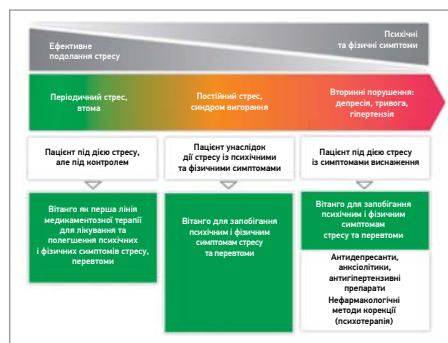 Ефективне
подолання стресу
Психічні
та фізичні симптоми
Періодичний стрес,
втома
Постійний стрес,
синдром вигорання
Вторинні порушення:
депресія, тривога,
гіпертензія
Пацієнт під дією стресу,
але під контролем
Пацієнт унаслідок
дії стресу із психічними
та фізичними симптомами
Пацієнт під дією стресу
із симптомами виснаження
Вітанго як перша лінія
медикаментозної терапії
для лікування та
полегшення психічних
і фізичних симптомів стресу,
перевтоми
Вітанго для запобігання
психічним і фізичним
симптомам стресу
та перевтоми
Вітанго для запобігання
психічним і фізичним
симптомам
стресу та перевтоми
Антидепресанти,
анксіолітики,
антигіпертензивні
препарати
Нефармакологічні
методи корекції
(психотерапія)